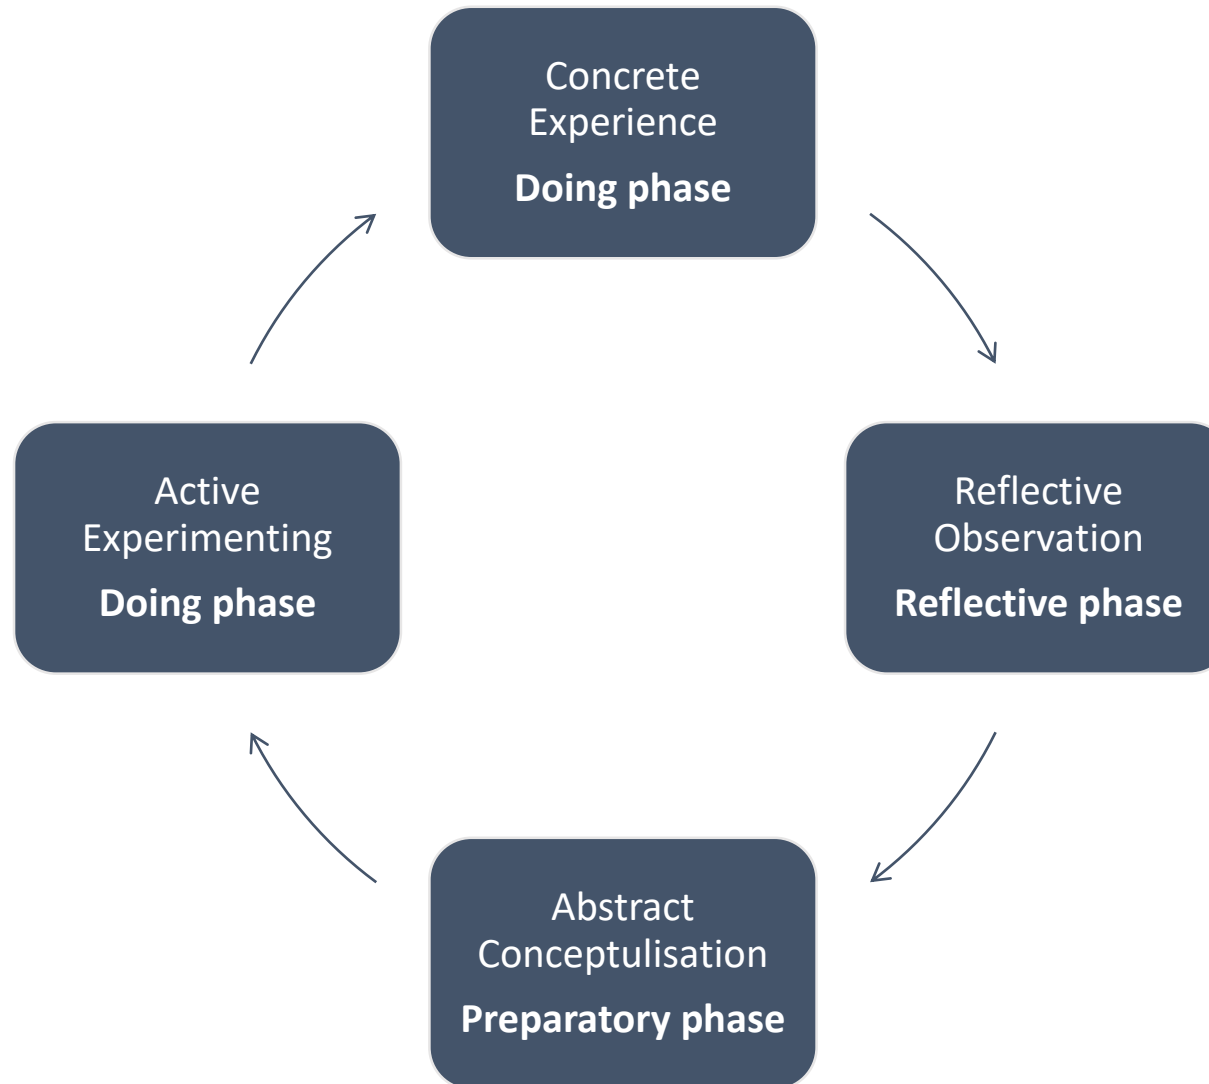 Concrete
Experience
Doing phase
Reflective
Observation
Reflective phase
Abstract
Conceptulisation
Preparatory phase
Active
Experimenting
Doing phase